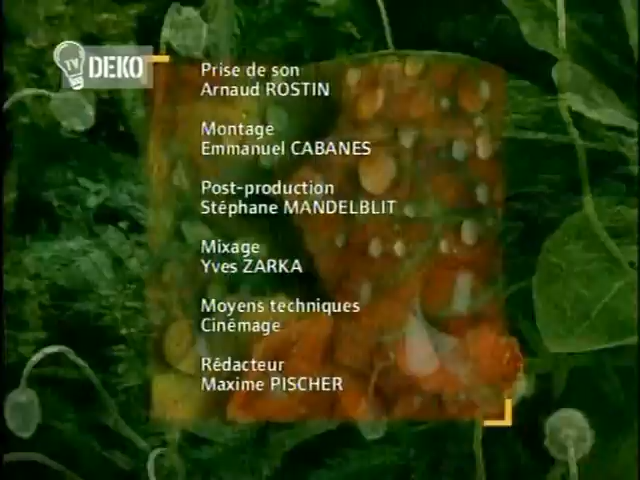 TV DEKO
Prise de son
Arnaud ROSTIN
Montage
Emmanuel CABANES
Post-production
Stéphane MANDELBLIT
Mixage
Yves ZARKA
Moyens techniques
Cinémage
Rédacteur
Maxime PISCHER